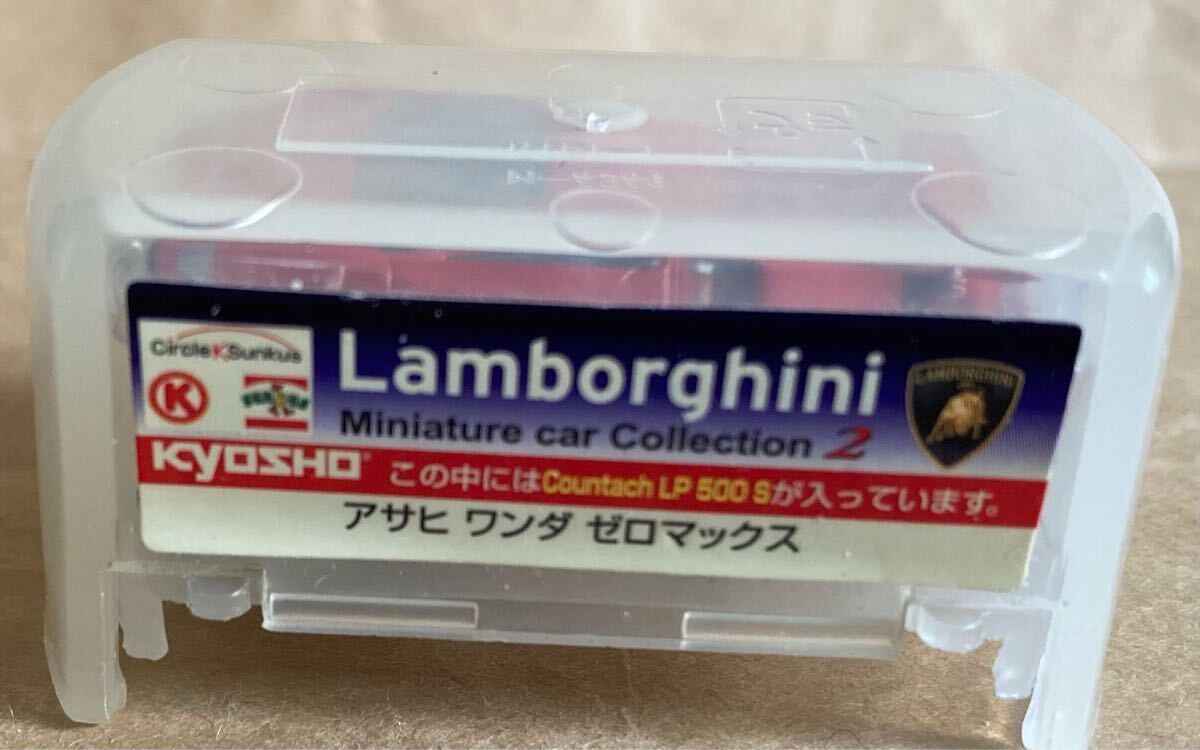 CircleKSunkus
K
SUNKUS
Lamborghini
Miniature car Collection 2
LAMBORGHINI
KYOSHO この中にはCountach LP 500 Sが入っています。
アサヒ ワンダ ゼロマックス